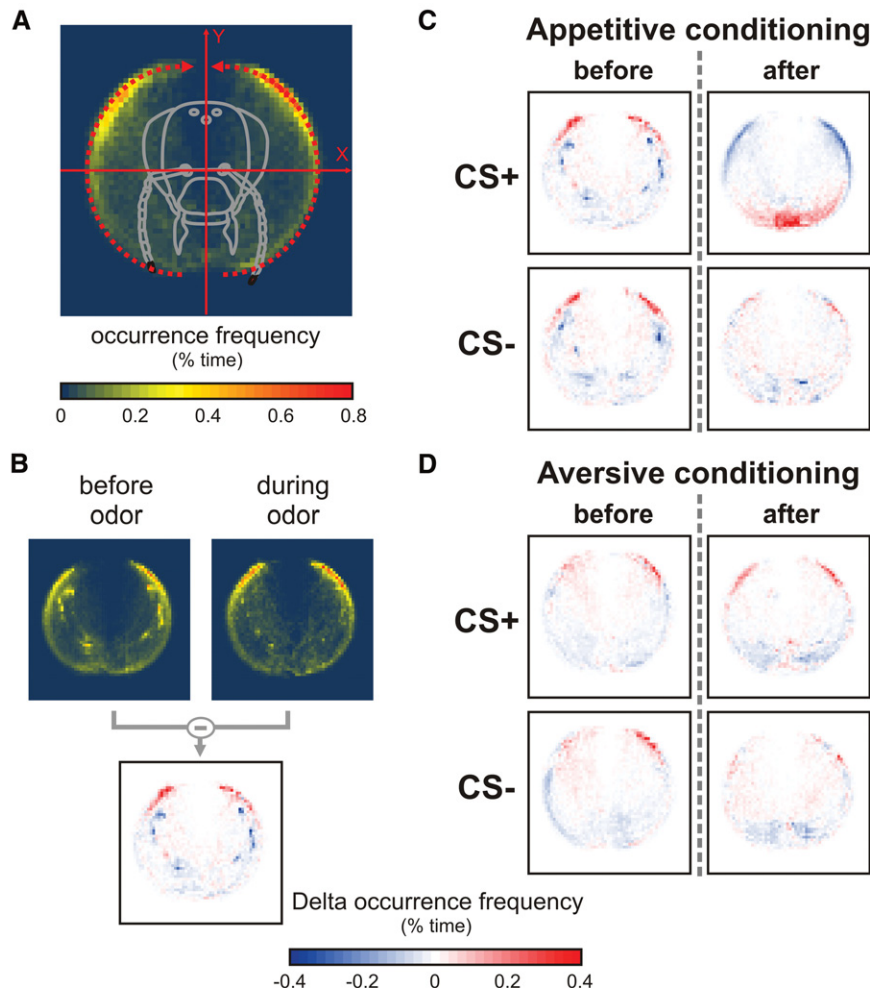 A
Y
X
occurrence frequency
(% time)
0 0.2 0.4 0.6 0.8
B
before odor
during odor
-
Delta occurrence frequency
(% time)
-0.4 -0.2 0 0.2 0.4
C
Appetitive conditioning
before after
CS+
CS-
D
Aversive conditioning
before after
CS+
CS-